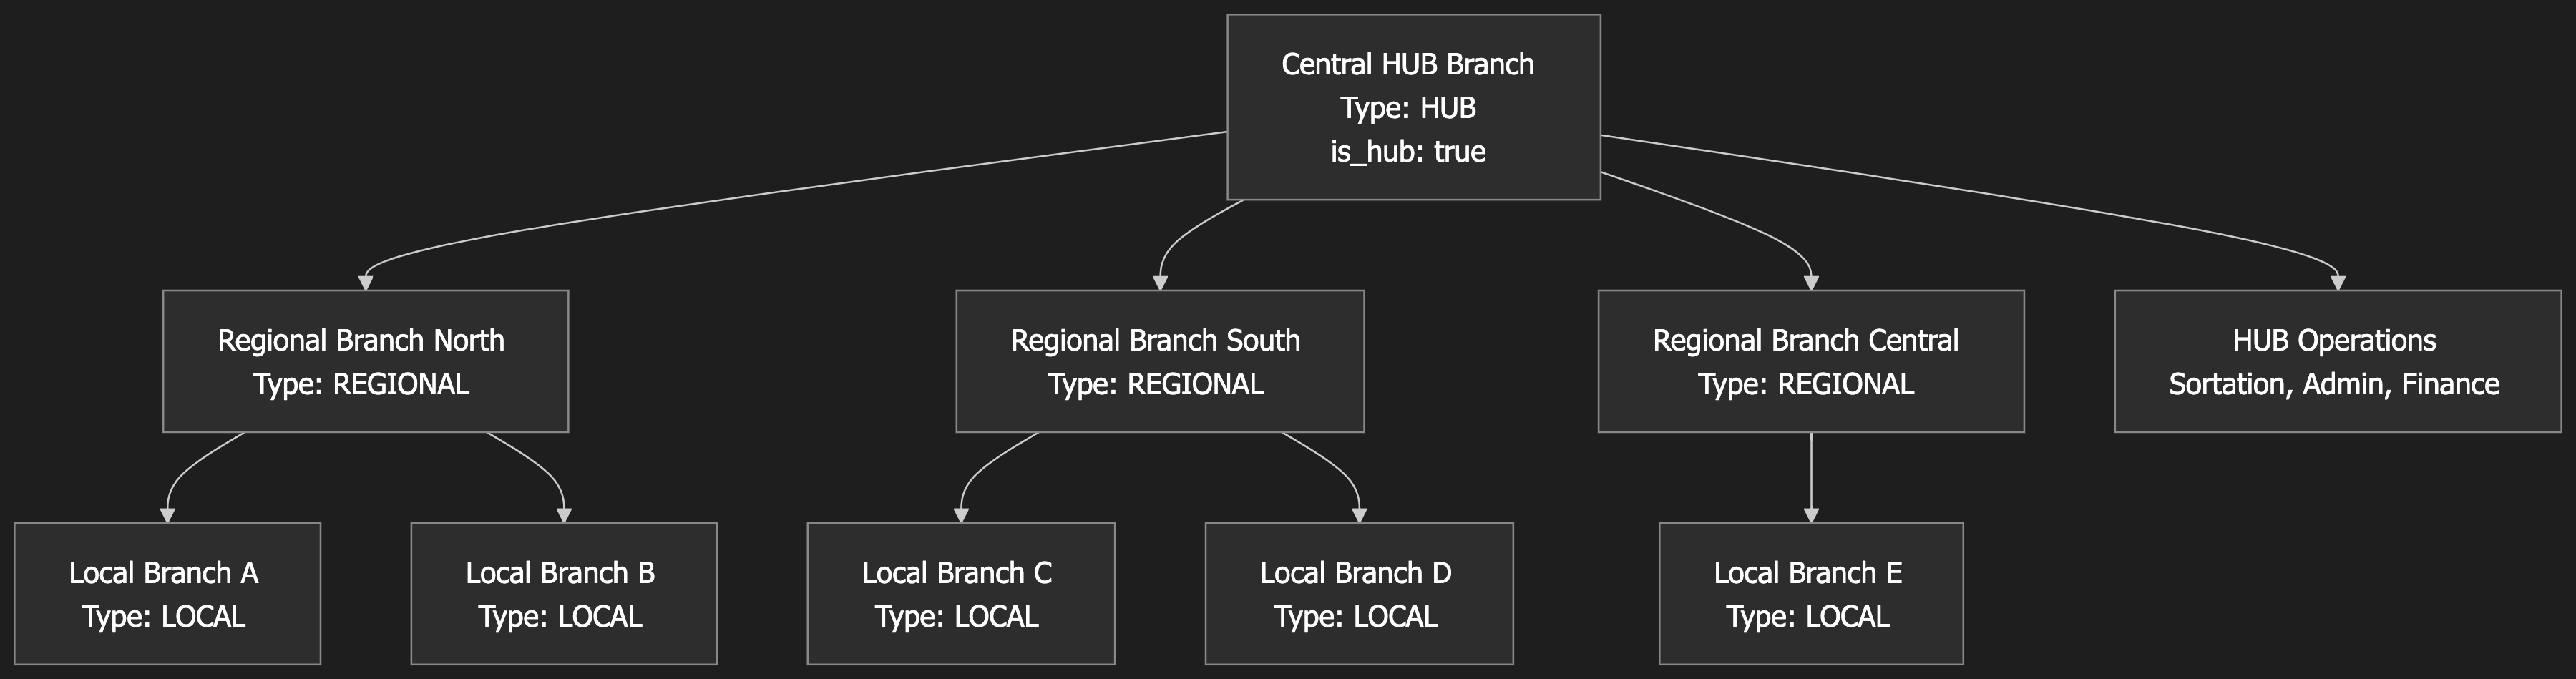 Central HUB Branch
Type: HUB
is_hub: true
Regional Branch North
Type: REGIONAL
Regional Branch South
Type: REGIONAL
Regional Branch Central
Type: REGIONAL
HUB Operations
Sortation, Admin, Finance
Local Branch A
Type: LOCAL
Local Branch B
Type: LOCAL
Local Branch C
Type: LOCAL
Local Branch D
Type: LOCAL
Local Branch E
Type: LOCAL